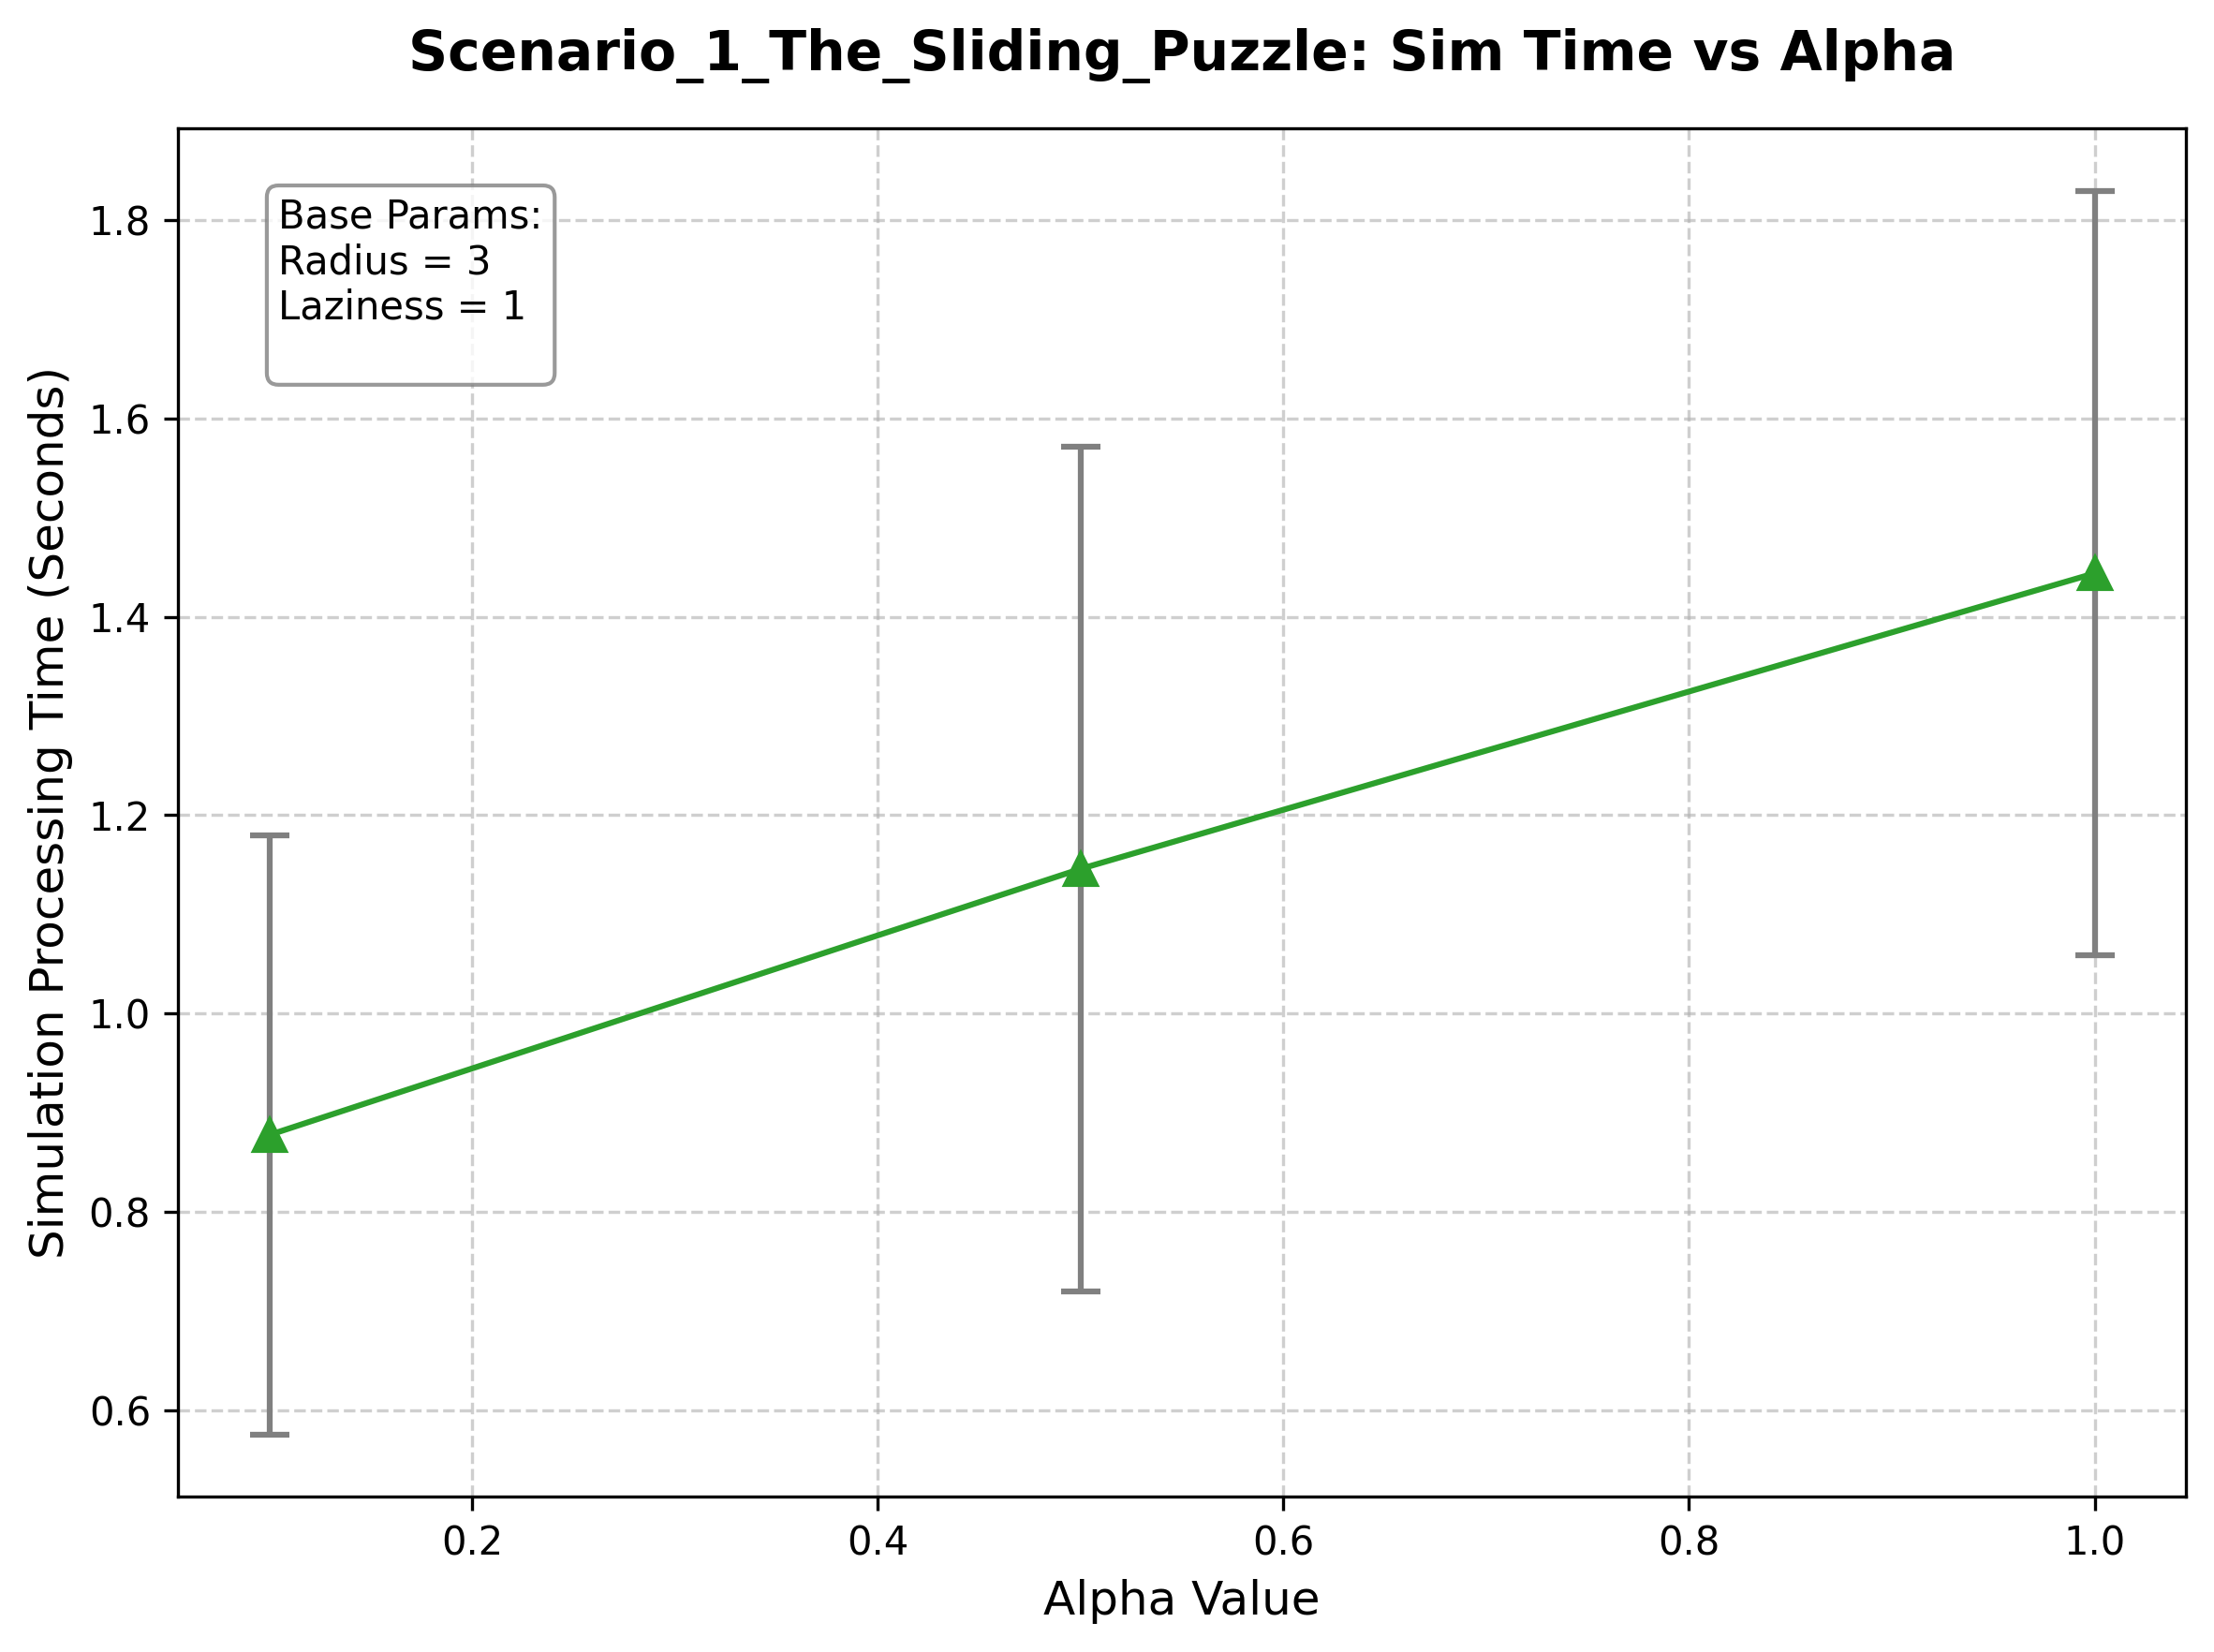 Scenario_1_The_Sliding_Puzzle: Sim Time vs Alpha
Base Params:
Radius = 3
Laziness = 1
Simulation Processing Time (Seconds)
1.8
1.6
1.4
1.2
1.0
0.8
0.6
0.2
0.4
0.6
0.8
1.0
Alpha Value